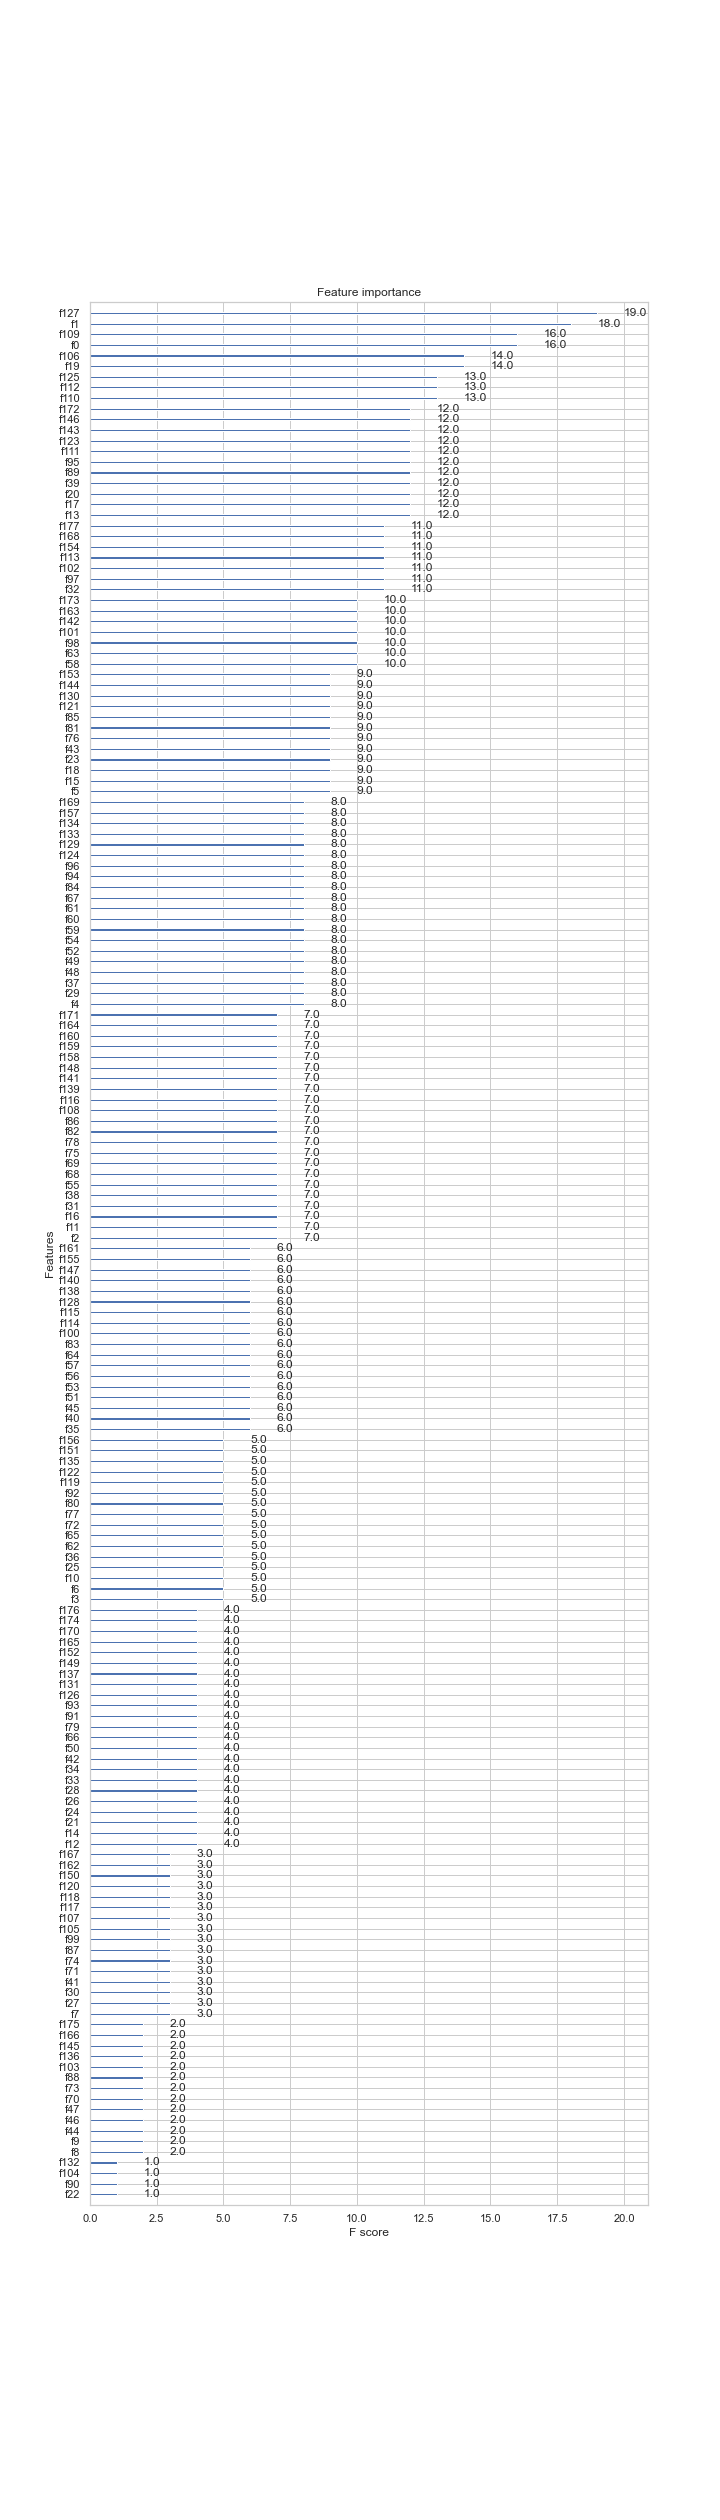 Feature importance
f127 19.0
f1 18.0
f109 16.0
f0 16.0
f106 14.0
f19 14.0
f125 13.0
f112 13.0
f110 13.0
f172 12.0
f146 12.0
f143 12.0
f123 12.0
f111 12.0
f95 12.0
f89 12.0
f39 12.0
f20 12.0
f17 12.0
f13 12.0
f177 11.0
f168 11.0
f154 11.0
f113 11.0
f102 11.0
f97 11.0
f32 11.0
f173 10.0
f163 10.0
f142 10.0
f101 10.0
f98 10.0
f63 10.0
f58 10.0
f153 9.0
f144 9.0
f130 9.0
f121 9.0
f85 9.0
f81 9.0
f76 9.0
f43 9.0
f23 9.0
f18 9.0
f15 9.0
f5 9.0
f169 8.0
f157 8.0
f134 8.0
f133 8.0
f129 8.0
f124 8.0
f96 8.0
f94 8.0
f84 8.0
f67 8.0
f61 8.0
f60 8.0
f59 8.0
f54 8.0
f52 8.0
f49 8.0
f48 8.0
f37 8.0
f29 8.0
f4 8.0
f171 7.0
f164 7.0
f160 7.0
f159 7.0
f158 7.0
f148 7.0
f141 7.0
f139 7.0
f116 7.0
f108 7.0
f86 7.0
f82 7.0
f78 7.0
f75 7.0
f69 7.0
f68 7.0
f55 7.0
f38 7.0
f31 7.0
f16 7.0
f11 7.0
f2 7.0
Features
f161 6.0
f155 6.0
f147 6.0
f140 6.0
f138 6.0
f128 6.0
f115 6.0
f114 6.0
f100 6.0
f83 6.0
f64 6.0
f57 6.0
f56 6.0
f53 6.0
f51 6.0
f45 6.0
f40 6.0
f35 6.0
f156 5.0
f151 5.0
f135 5.0
f122 5.0
f119 5.0
f92 5.0
f80 5.0
f77 5.0
f72 5.0
f65 5.0
f62 5.0
f36 5.0
f25 5.0
f10 5.0
f6 5.0
f3 5.0
f176 4.0
f174 4.0
f170 4.0
f165 4.0
f152 4.0
f149 4.0
f137 4.0
f131 4.0
f126 4.0
f93 4.0
f91 4.0
f79 4.0
f66 4.0
f50 4.0
f42 4.0
f34 4.0
f33 4.0
f28 4.0
f26 4.0
f24 4.0
f21 4.0
f14 4.0
f12 4.0
f167 3.0
f162 3.0
f150 3.0
f120 3.0
f118 3.0
f117 3.0
f107 3.0
f105 3.0
f99 3.0
f87 3.0
f74 3.0
f71 3.0
f41 3.0
f30 3.0
f27 3.0
f7 3.0
f175 2.0
f166 2.0
f145 2.0
f136 2.0
f103 2.0
f88 2.0
f73 2.0
f70 2.0
f47 2.0
f46 2.0
f44 2.0
f9 2.0
f8 2.0
f132 1.0
f104 1.0
f90 1.0
f22 1.0
0.0 2.5 5.0 7.5 10.0 12.5 15.0 17.5 20.0
F score